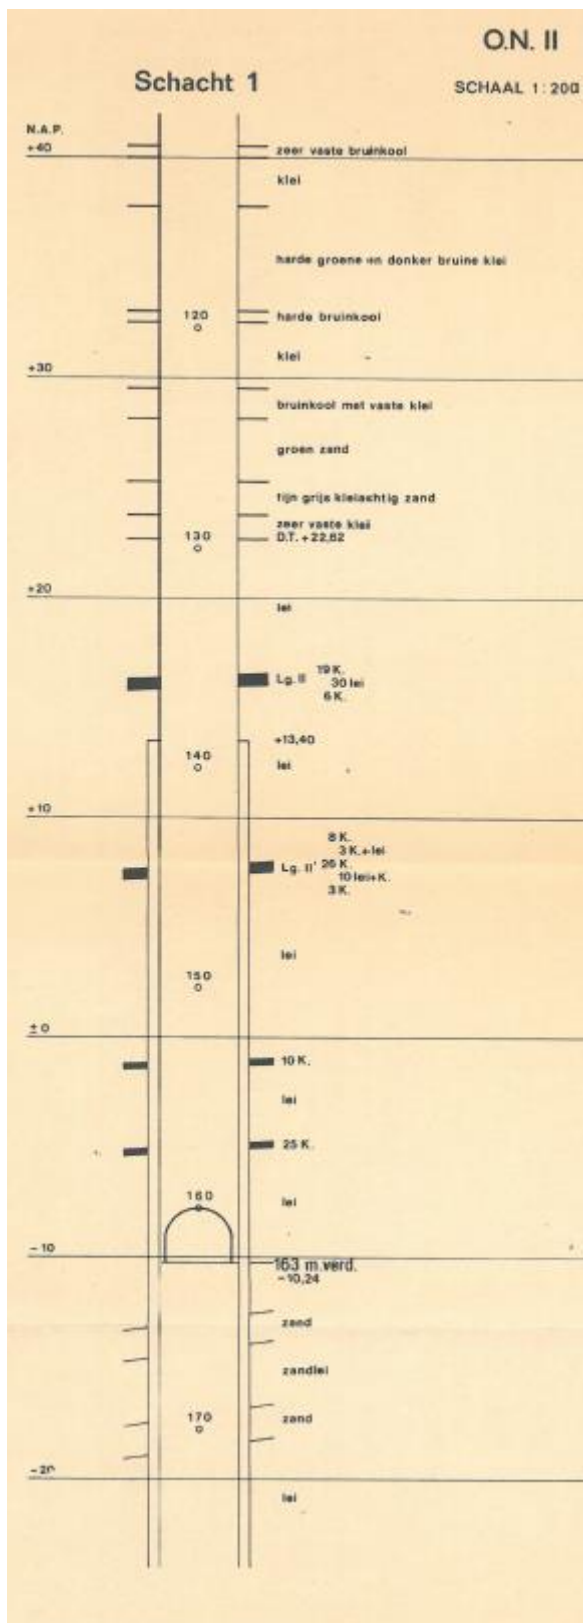 O.N. II
Schacht 1
SCHAAL 1:200
N.A.P.
+40
zeer vaste bruinkool
klei
harde groene en donker bruine klei
120
harde bruinkool
klei
+30
bruinkool met vaste klei
groen zand
fijn grijs kleiachtig zand
zeer vaste klei
130
D.T. +22,62
+20
lei
19 K.
Lg. II
30 lei
6 K.
+13,40
140
lei
+10
8 K.
3 K.+lei
Lg. II' 26 K.
10 lei+K.
3 K.
lei
150
±0
10 K.
lei
25 K.
160
lei
-10
163 m.verd.
-10,24
zand
zandlei
170
zand
-20
lei